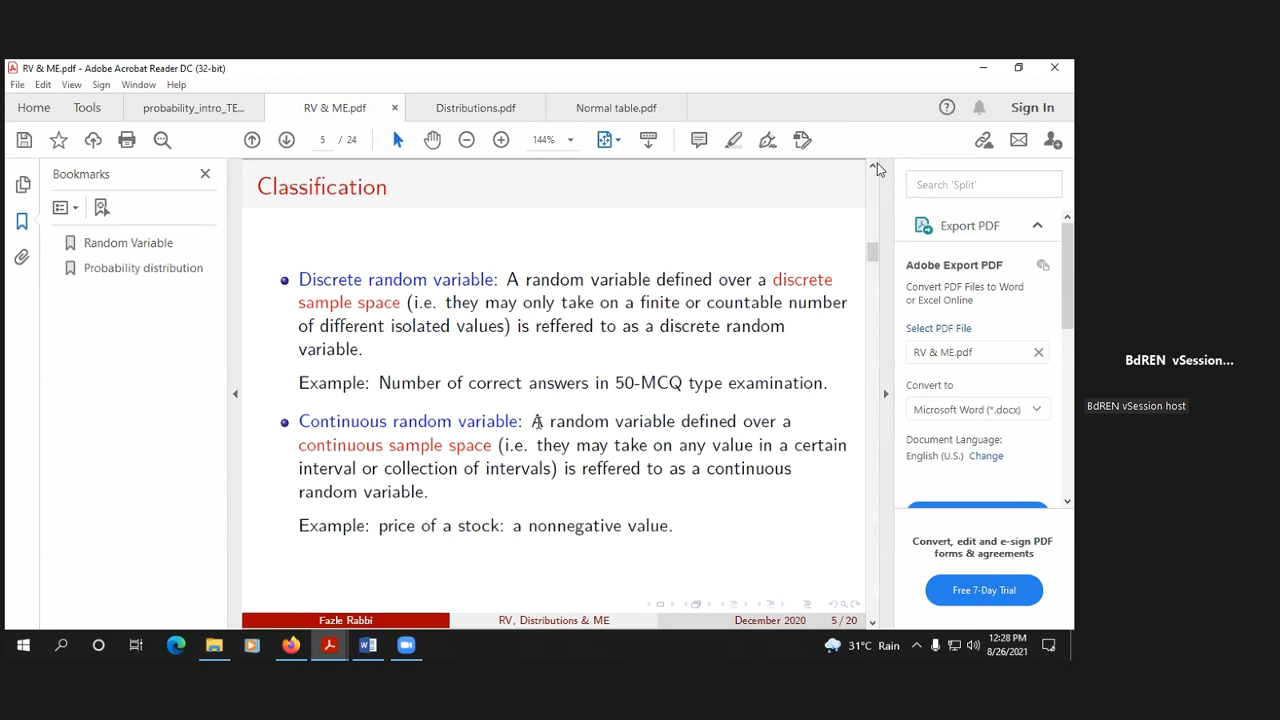 RV & ME.pdf - Adobe Acrobat Reader DC (32-bit)
File Edit View Sign Window Help
Home Tools probability_intro_TE... RV & ME.pdf Distributions.pdf Normal table.pdf Sign In
5 / 24 144%
Bookmarks
Random Variable
Probability distribution
Classification
Discrete random variable: A random variable defined over a discrete
sample space (i.e. they may only take on a finite or countable number
of different isolated values) is reffered to as a discrete random
variable.
Example: Number of correct answers in 50-MCQ type examination.
Continuous random variable: A random variable defined over a
continuous sample space (i.e. they may take on any value in a certain
interval or collection of intervals) is reffered to as a continuous
random variable.
Example: price of a stock: a nonnegative value.
Fazle Rabbi RV, Distributions & ME December 2020 5 / 20
Search 'Split'
Export PDF
Adobe Export PDF
Convert PDF Files to Word
or Excel Online
Select PDF File
RV & ME.pdf
Convert to
Microsoft Word (*.docx)
Document Language:
English (U.S.) Change
Convert, edit and e-sign PDF
forms & agreements
Free 7-Day Trial
BdREN vSession...
BdREN vSession host
31°C Rain
12:28 PM
8/26/2021